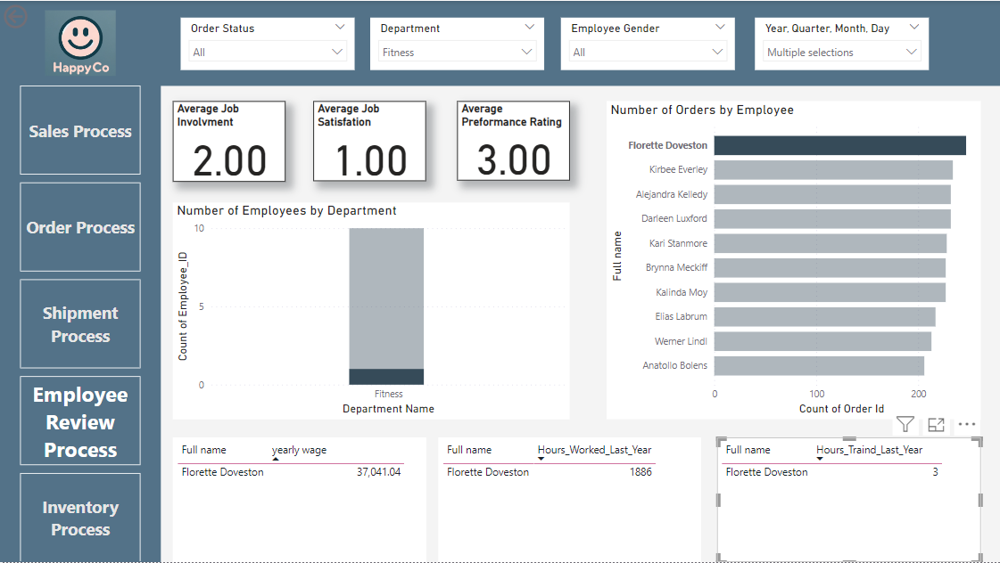 HappyCo
Order Status
All
Department
Fitness
Employee Gender
All
Year, Quarter, Month, Day
Multiple selections
Sales Process
Order Process
Shipment
Process
Employee
Review
Process
Inventory
Process
Average Job
Involvment
2.00
Average Job
Satisfation
1.00
Average
Preformance Rating
3.00
Number of Employees by Department
Count of Employee_ID
10
5
0
Fitness
Department Name
Number of Orders by Employee
Full name
Florette Doveston
Kirbee Everley
Alejandra Kelledy
Darleen Luxford
Kari Stanmore
Brynna Meckiff
Kalinda Moy
Elias Labrum
Werner Lindl
Anatollo Bolens
0 100 200
Count of Order Id
Full name yearly wage
Florette Doveston 37,041.04
Full name Hours_Worked_Last_Year
Florette Doveston 1886
Full name Hours_Traind_Last_Year
Florette Doveston 3